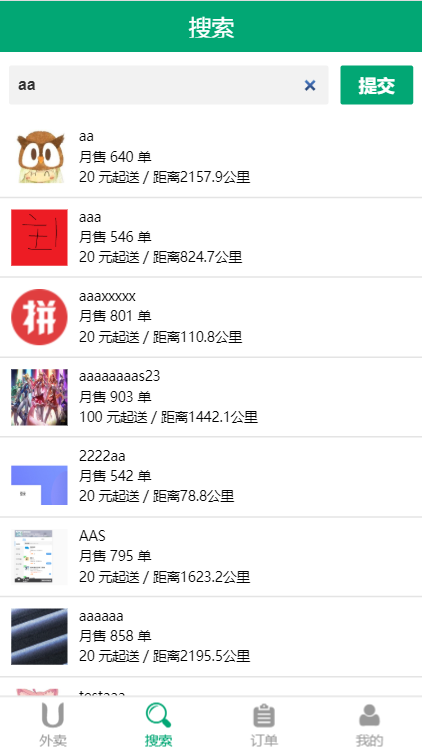 搜索
aa
提交
aa
月售 640 单
20 元起送 / 距离2157.9公里
aaa
月售 546 单
20 元起送 / 距离824.7公里
拼
aaaxxxxx
月售 801 单
20 元起送 / 距离110.8公里
aaaaaaaas23
月售 903 单
100 元起送 / 距离1442.1公里
2222aa
月售 542 单
20 元起送 / 距离78.8公里
AAS
月售 795 单
20 元起送 / 距离1623.2公里
aaaaaa
月售 858 单
20 元起送 / 距离2195.5公里
testaaa
外卖
搜索
订单
我的